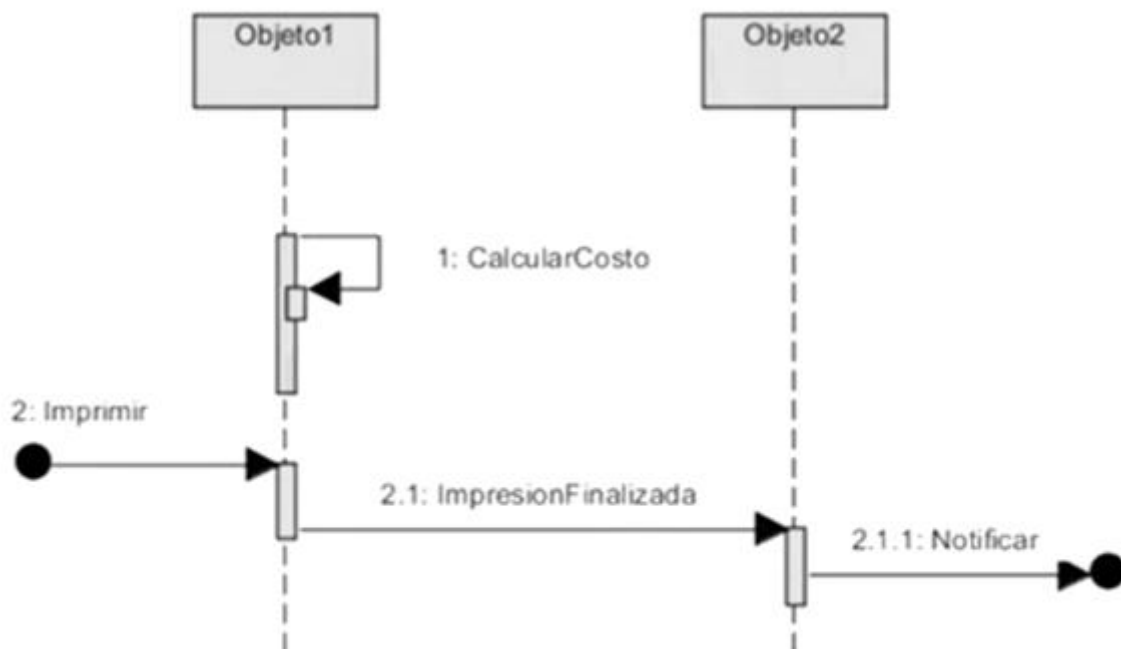 Objeto1
Objeto2
1: CalcularCosto
2: Imprimir
2.1: ImpresionFinalizada
2.1.1: Notificar